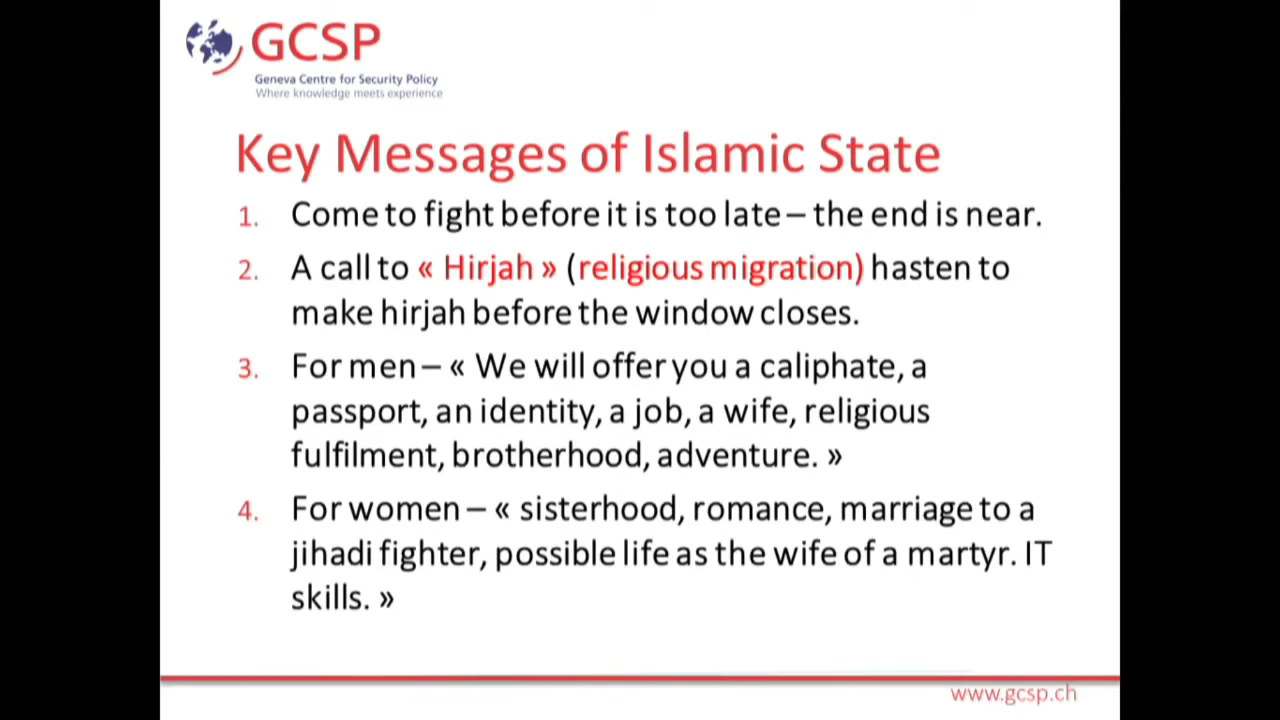 GCSP
Geneva Centre for Security Policy
Where knowledge meets experience
Key Messages of Islamic State
1. Come to fight before it is too late – the end is near.
2. A call to « Hirjah » (religious migration) hasten to
make hirjah before the window closes.
3. For men – « We will offer you a caliphate, a
passport, an identity, a job, a wife, religious
fulfilment, brotherhood, adventure. »
4. For women – « sisterhood, romance, marriage to a
jihadi fighter, possible life as the wife of a martyr. IT
skills. »
www.gcsp.ch